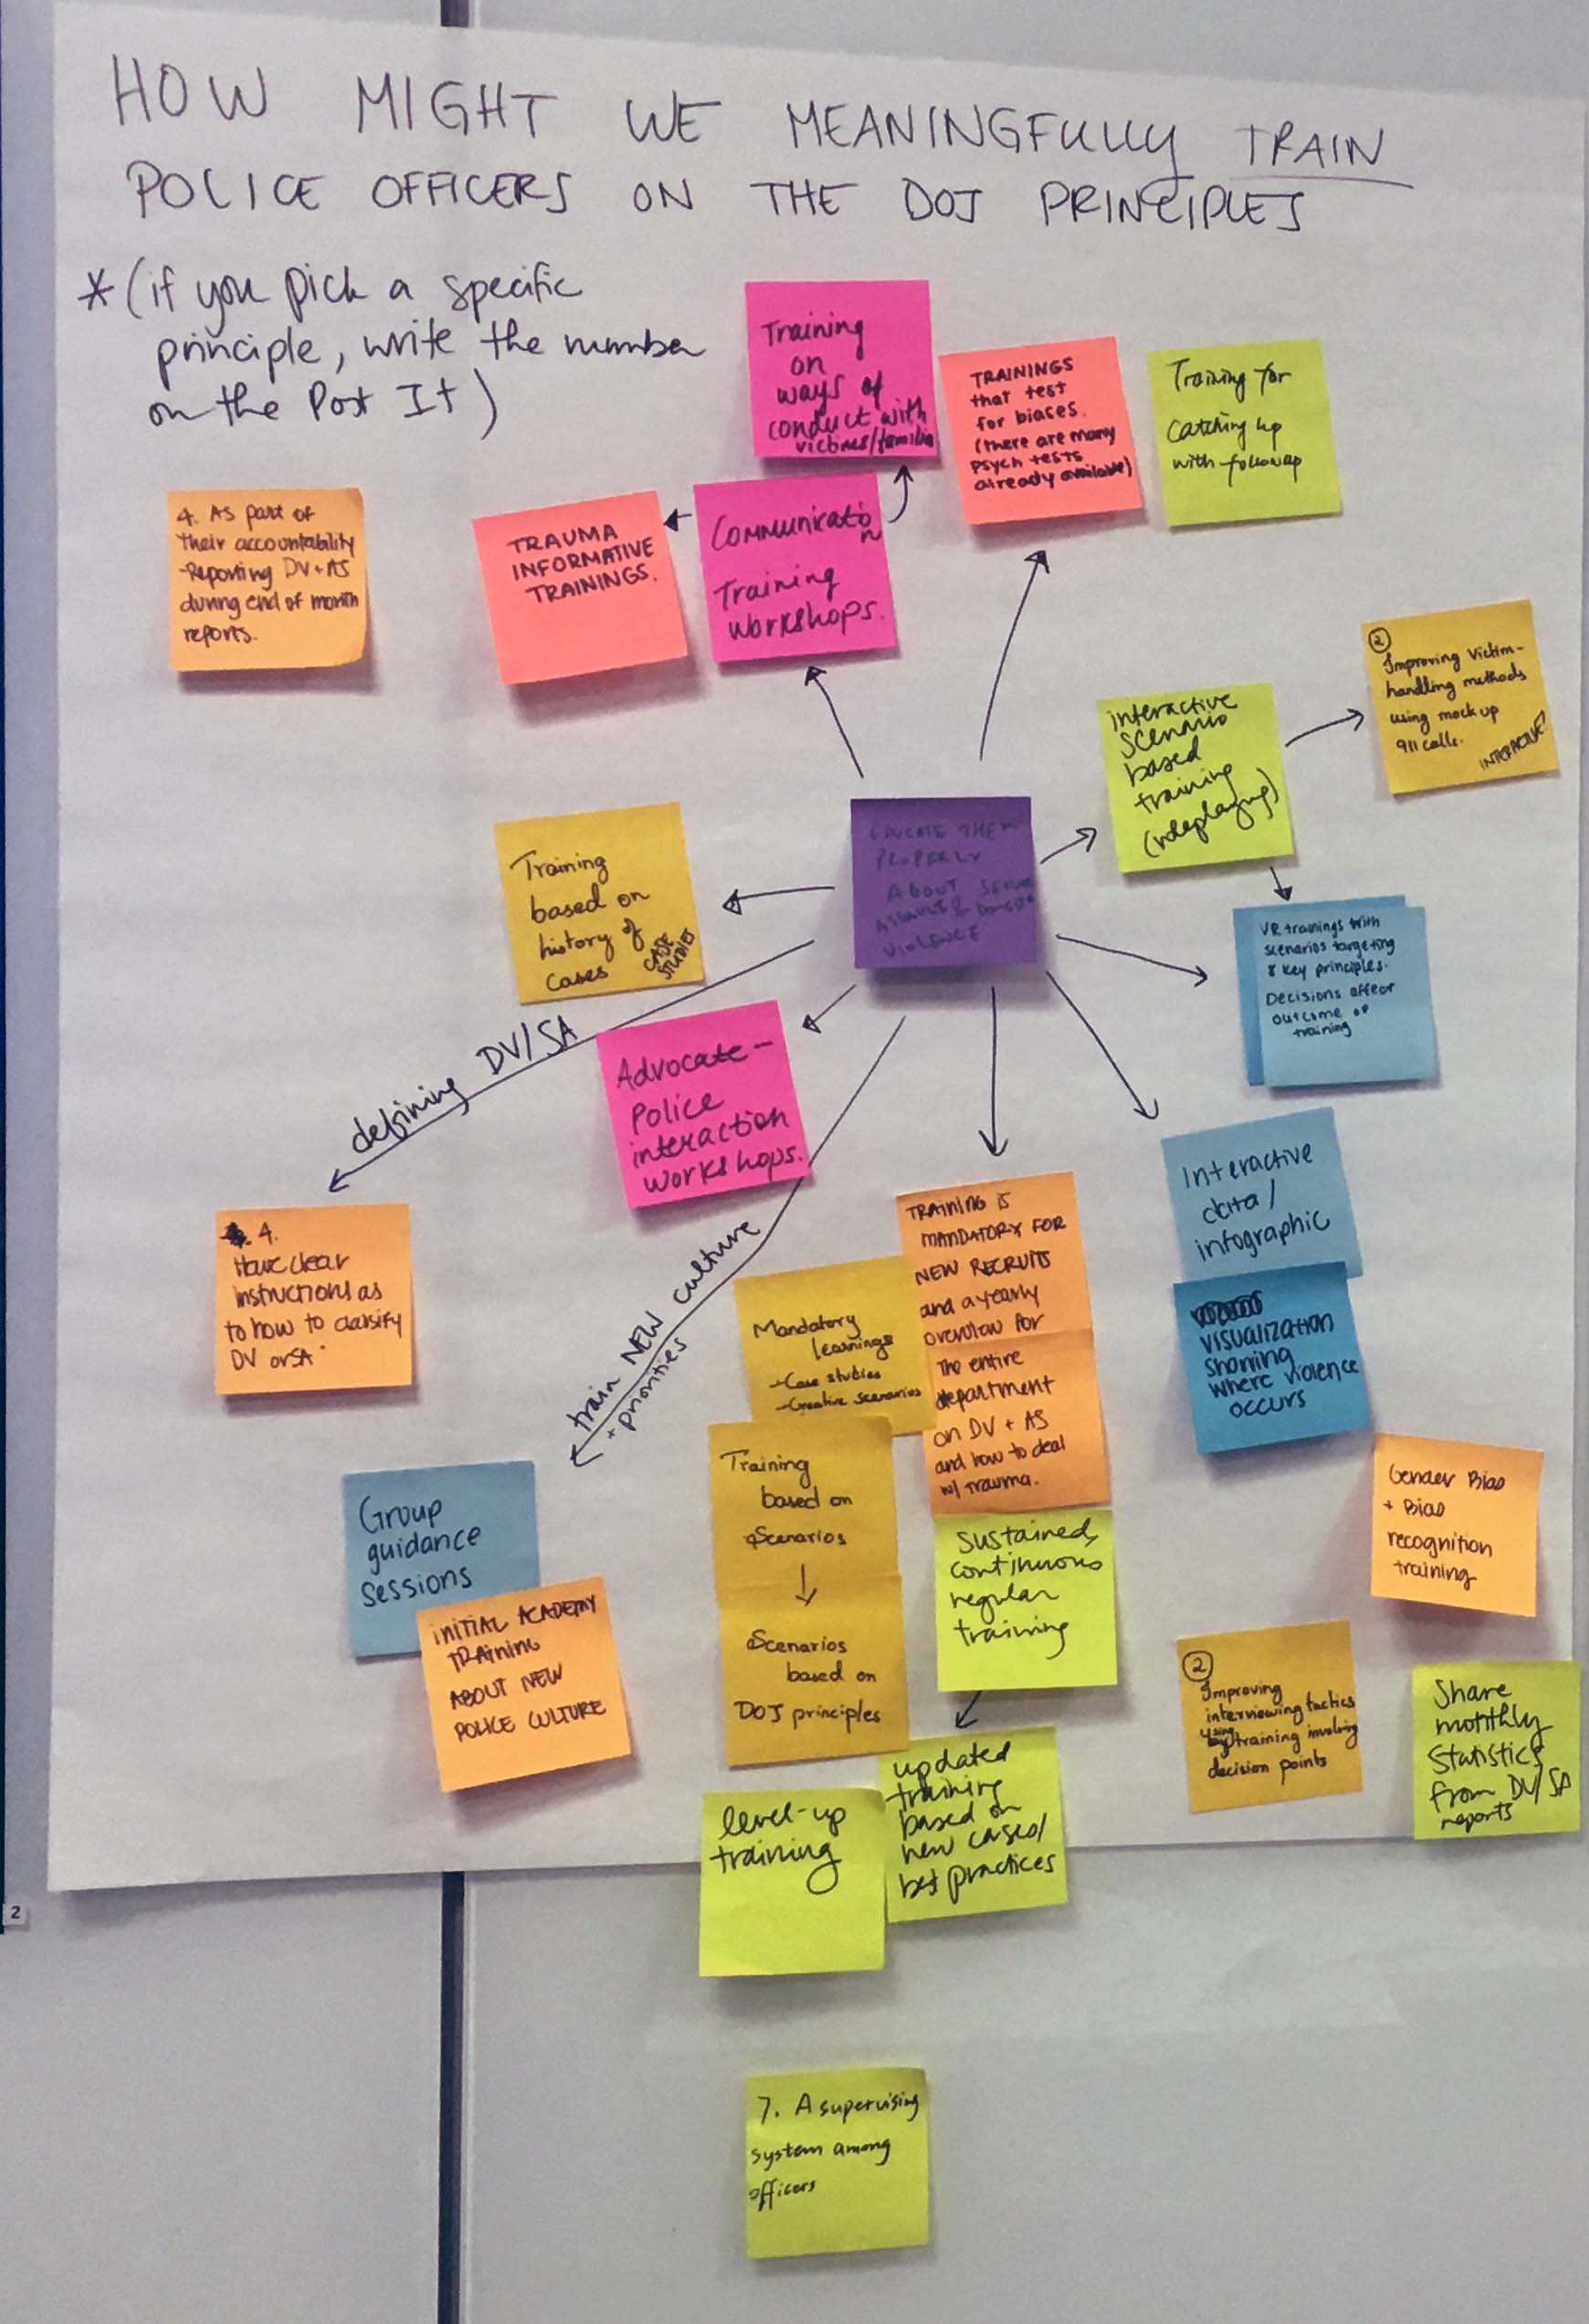 HOW MIGHT WE MEANINGFULLY TRAIN
POLICE OFFICERS ON THE DOJ PRINCIPLES
*(if you pick a specific
principle, write the number
on the Post It)
Training
on
ways of
conduct with
victims/familie
TRAININGS
that test
for biases.
(there are many
psych tests
already available)
Training for
Catching up
with followup
4. AS part of
their accountability
-Reporting DV+AS
during end of month
reports.
TRAUMA
INFORMATIVE
TRAININGS.
Communication
Training
Workshops.
②
Improving Victim-
handling methods
using mock up
911 calls.
INTERACTIVE!
interactive
scenario
based
training
(roleplaying)
EDUCATE THEM
PROPERLY
ABOUT SEXUAL
ASSAULT & DOMESTIC
VIOLENCE
Training
based on
history of
Cases
CASE
STUDIES
VR trainings with
scenarios targeting
8 key principles.
Decisions affect
outcome of
training
defining DV/SA
Advocate-
Police
interaction
workshops.
4.
Have clear
instructions as
to how to classify
DV or SA.
train NEW culture
+ priorities
TRAINING IS
MANDATORY FOR
NEW RECRUITS
and a yearly
overview for
The entire
department
on DV + AS
and how to deal
w/ trauma.
Interactive
data/
infographic
visualization
showing
where violence
occurs
Mandatory
learnings
-Case studies
-Creative scenarios
Training
based on
Scenarios
Scenarios
based on
DOJ principles
Sustained,
continuous
regular
training
Gender Bias
+ Bias
recognition
training
Group
guidance
sessions
INITIAL ACADEMY
TRAINING
ABOUT NEW
POLICE CULTURE
②
Improving
interviewing tactics
using training involving
decision points
Share
monthly
Statistics
from DV/SA
reports
level-up
training
updated
training
based on
new cases/
best practices
2
7. A supervising
system among
officers